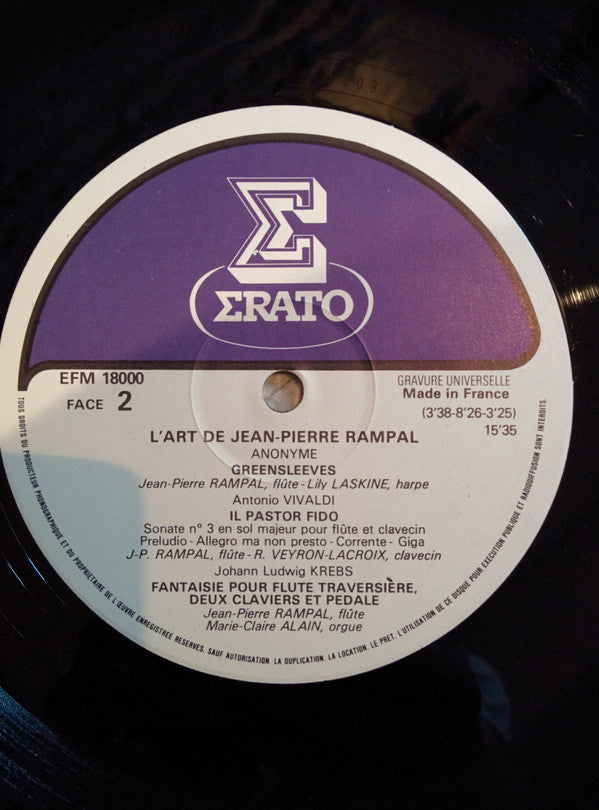 ΣRATO
EFM 18000
FACE 2
GRAVURE UNIVERSELLE
Made in France
(3'38-8'26-3'25)
15'35
L'ART DE JEAN-PIERRE RAMPAL
ANONYME
GREENSLEEVES
Jean-Pierre RAMPAL, flûte - Lily LASKINE, harpe
Antonio VIVALDI
IL PASTOR FIDO
Sonate n° 3 en sol majeur pour flûte et clavecin
Preludio - Allegro ma non presto - Corrente - Giga
J-P. RAMPAL, flûte - R. VEYRON-LACROIX, clavecin
Johann Ludwig KREBS
FANTAISIE POUR FLUTE TRAVERSIÈRE,
DEUX CLAVIERS ET PEDALE
Jean-Pierre RAMPAL, flûte
Marie-Claire ALAIN, orgue
TOUS DROITS DU PRODUCTEUR PHONOGRAPHIQUE ET DU PROPRIETAIRE DE L'ŒUVRE ENREGISTREE RESERVES. SAUF AUTORISATION. LA DUPLICATION. LA LOCATION. LE PRET. L'UTILISATION DE CE DISQUE POUR EXECUTION PUBLIQUE ET RADIODIFFUSION SONT INTERDITS.